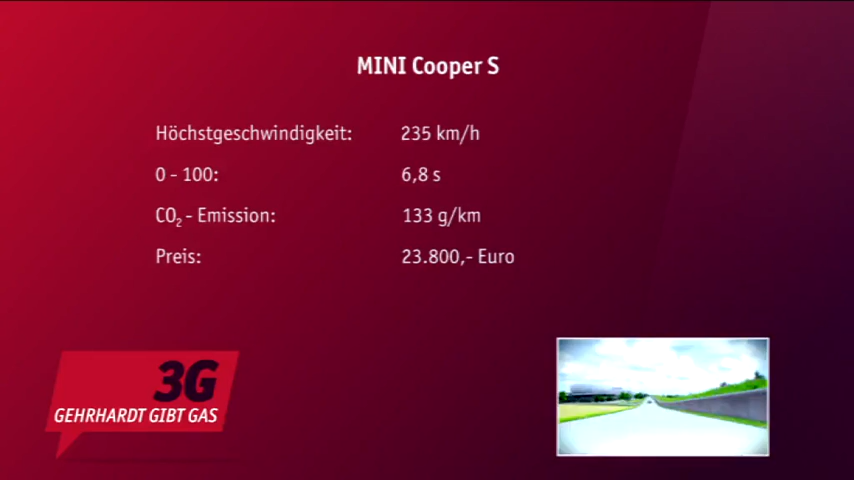 MINI Cooper S
Höchstgeschwindigkeit: 235 km/h
0 - 100: 6,8 s
CO₂ - Emission: 133 g/km
Preis: 23.800,- Euro
3G
GEHRHARDT GIBT GAS